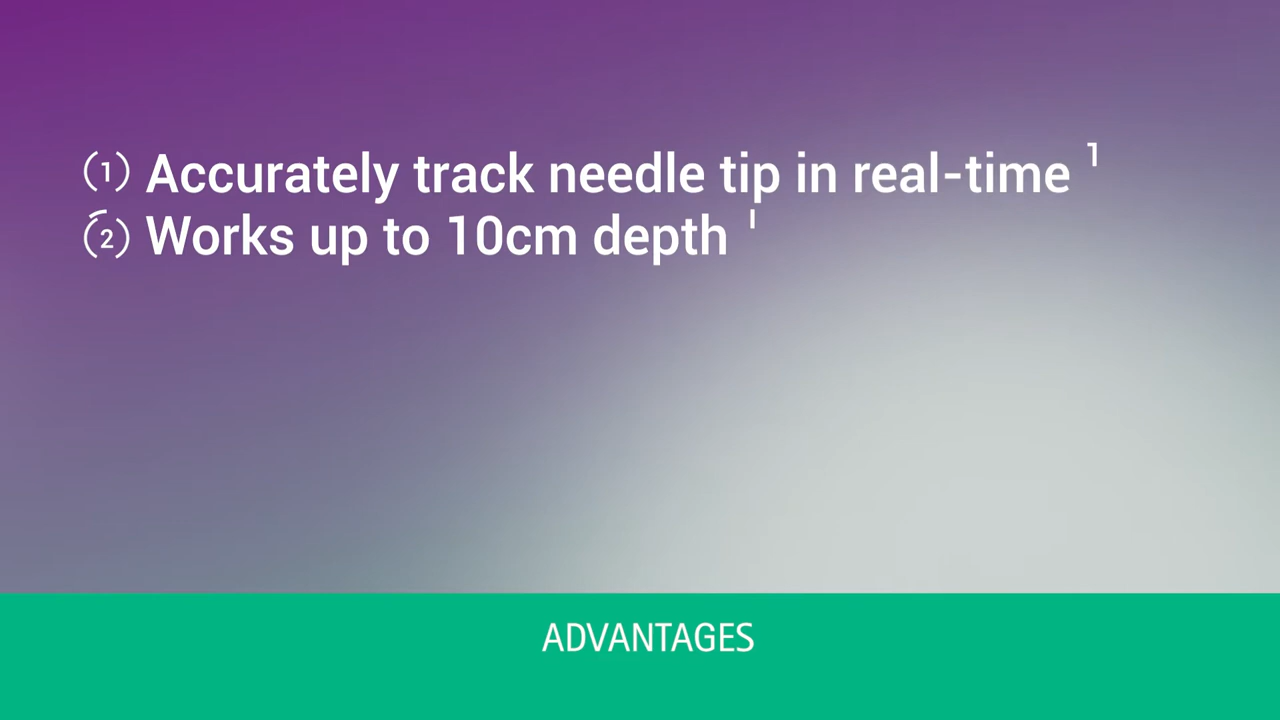 (1) Accurately track needle tip in real-time ¹
(2) Works up to 10cm depth ¹
ADVANTAGES